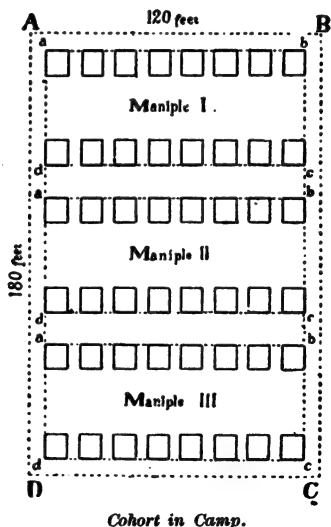 A 120 feet B
a b
Maniple I.
d c
a b
180 feet
Maniple II
d c
a b
Maniple III
d c
D C
Cohort in Camp.